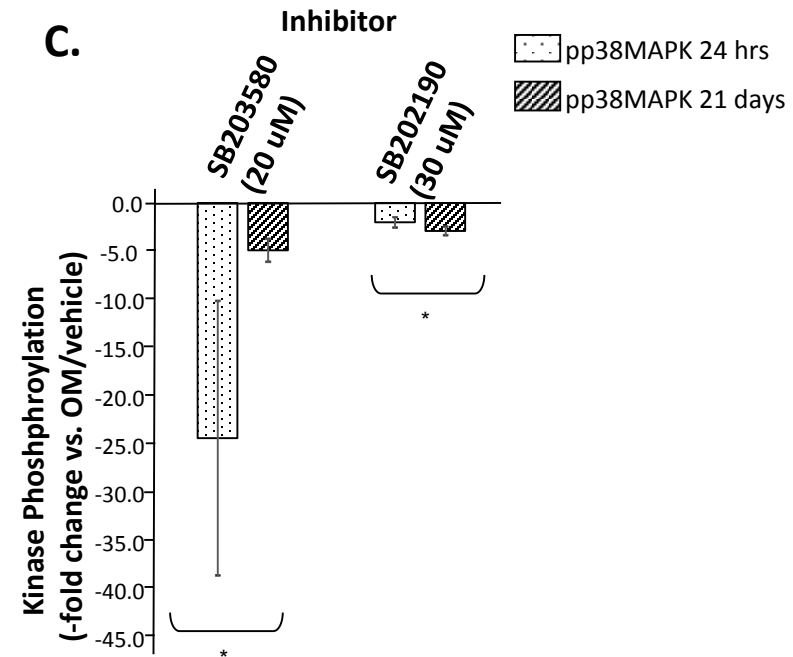 C.
Inhibitor
pp38MAPK 24 hrs
pp38MAPK 21 days
SB203580
(20 uM)
SB202190
(30 uM)
0.0
-5.0
-10.0
-15.0
-20.0
-25.0
-30.0
-35.0
-40.0
-45.0
Kinase Phoshphroylation
(-fold change vs. OM/vehicle)
*
*